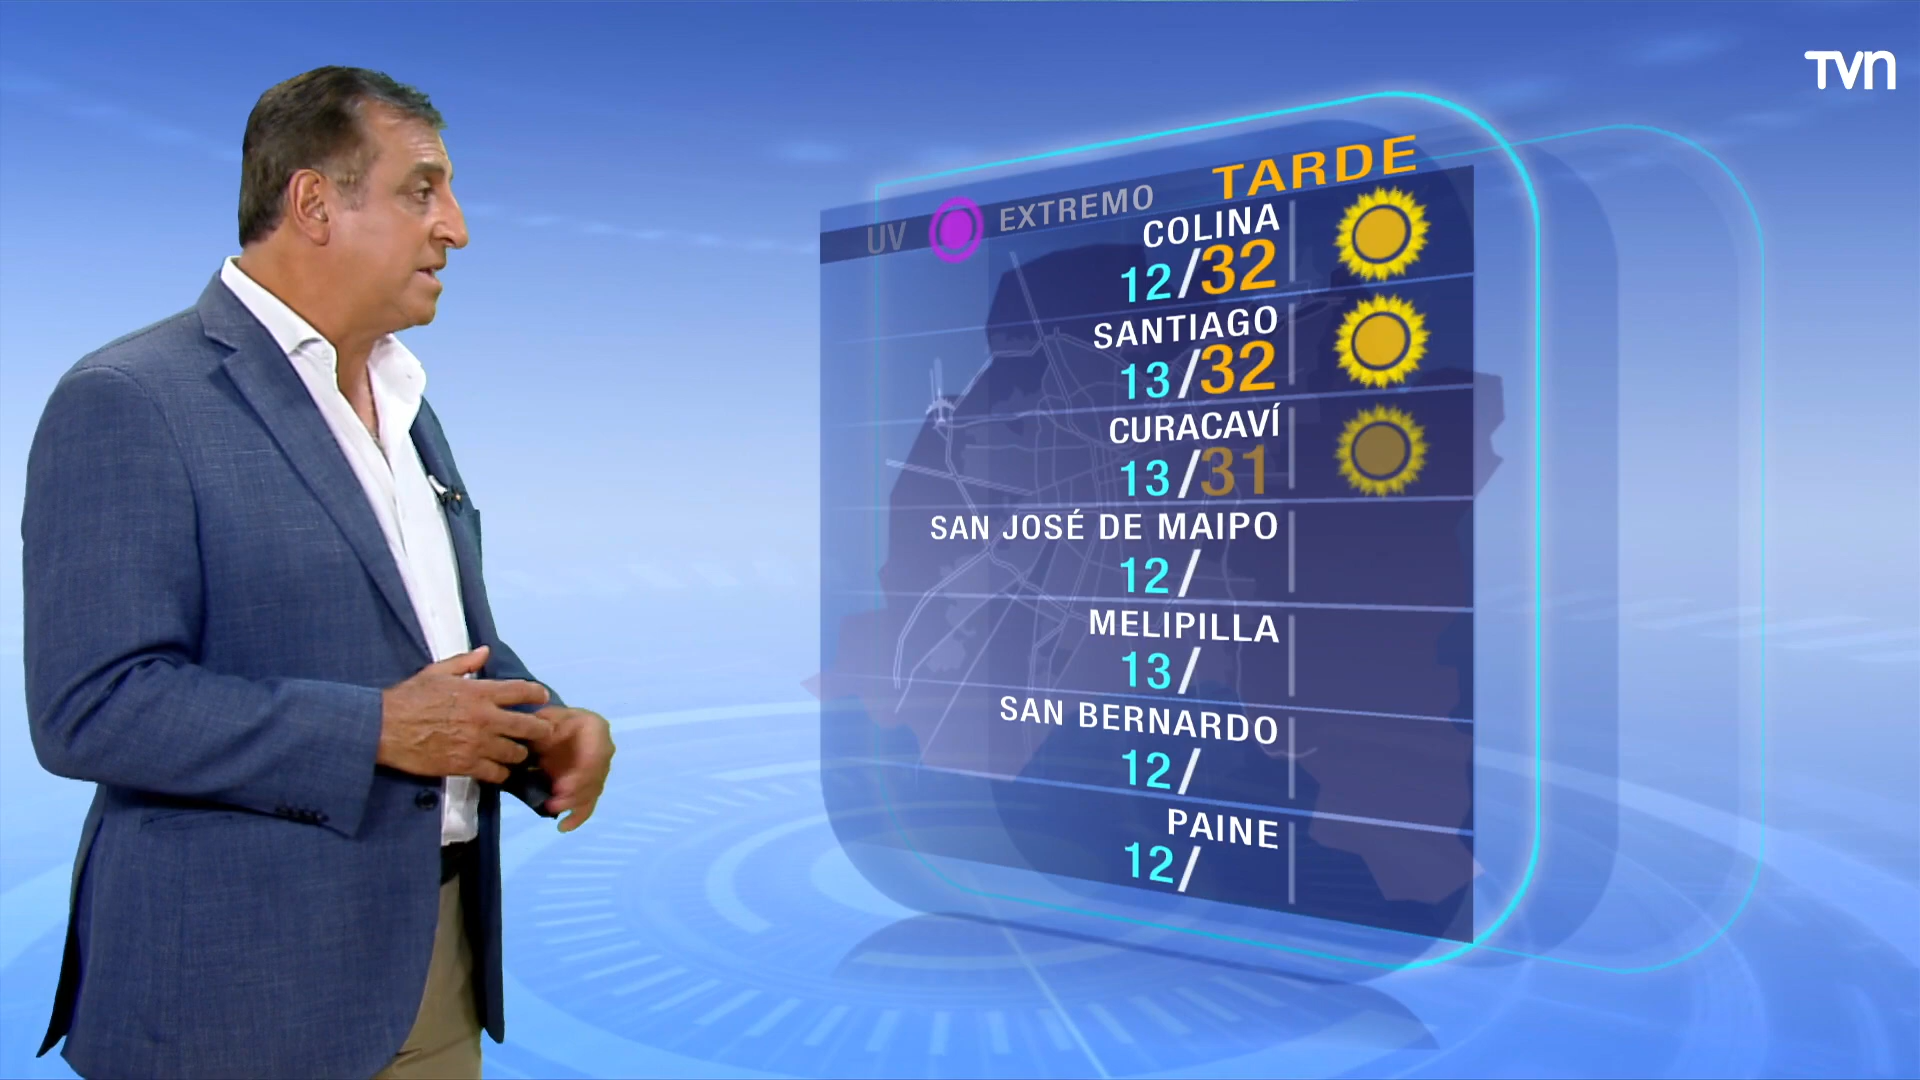 TVN
TARDE
UV EXTREMO
COLINA
12/32
SANTIAGO
13/32
CURACAVÍ
13/31
SAN JOSÉ DE MAIPO
12/
MELIPILLA
13/
SAN BERNARDO
12/
PAINE
12/